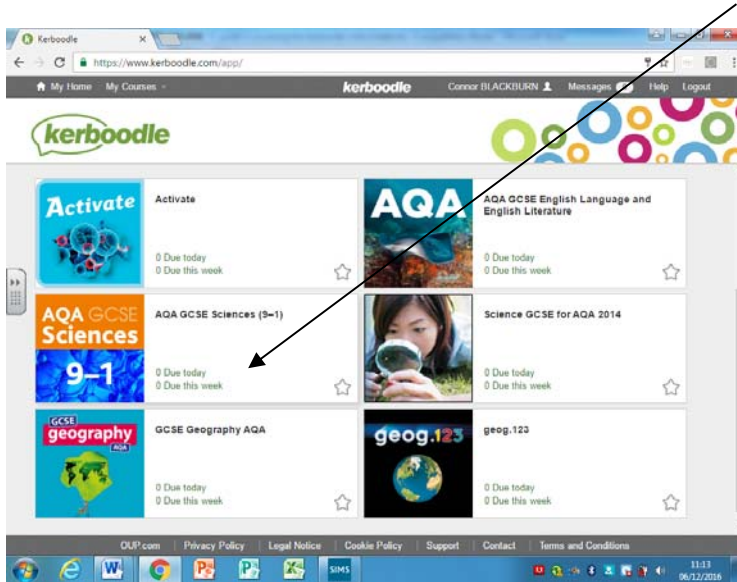 Kerboodle
https://www.kerboodle.com/app/
My Home My Courses kerboodle Connor BLACKBURN Messages Help Logout
kerboodle
Activate
Activate
0 Due today
0 Due this week
AQA
AQA GCSE English Language and
English Literature
0 Due today
0 Due this week
AQA GCSE
Sciences
9–1
AQA GCSE Sciences (9–1)
0 Due today
0 Due this week
Science GCSE for AQA 2014
0 Due today
0 Due this week
GCSE
geography
AQA
GCSE Geography AQA
0 Due today
0 Due this week
geog.123
geog.123
0 Due today
0 Due this week
OUP.com | Privacy Policy | Legal Notice | Cookie Policy | Support | Contact | Terms and Conditions
SIMS
11:13
06/12/2016